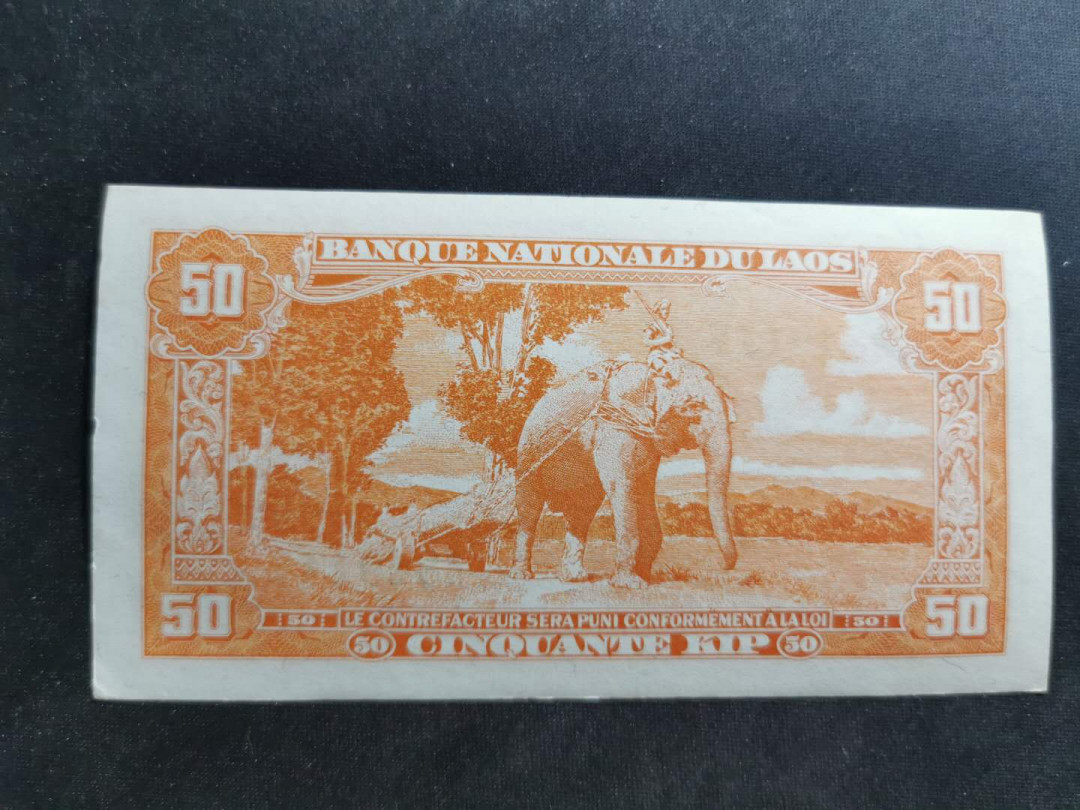 BANQUE NATIONALE DU LAOS
50 50
50 LE CONTREFACTEUR SERA PUNI CONFORMEMENT À LA LOI 50
50 50
50 CINQUANTE KIP 50